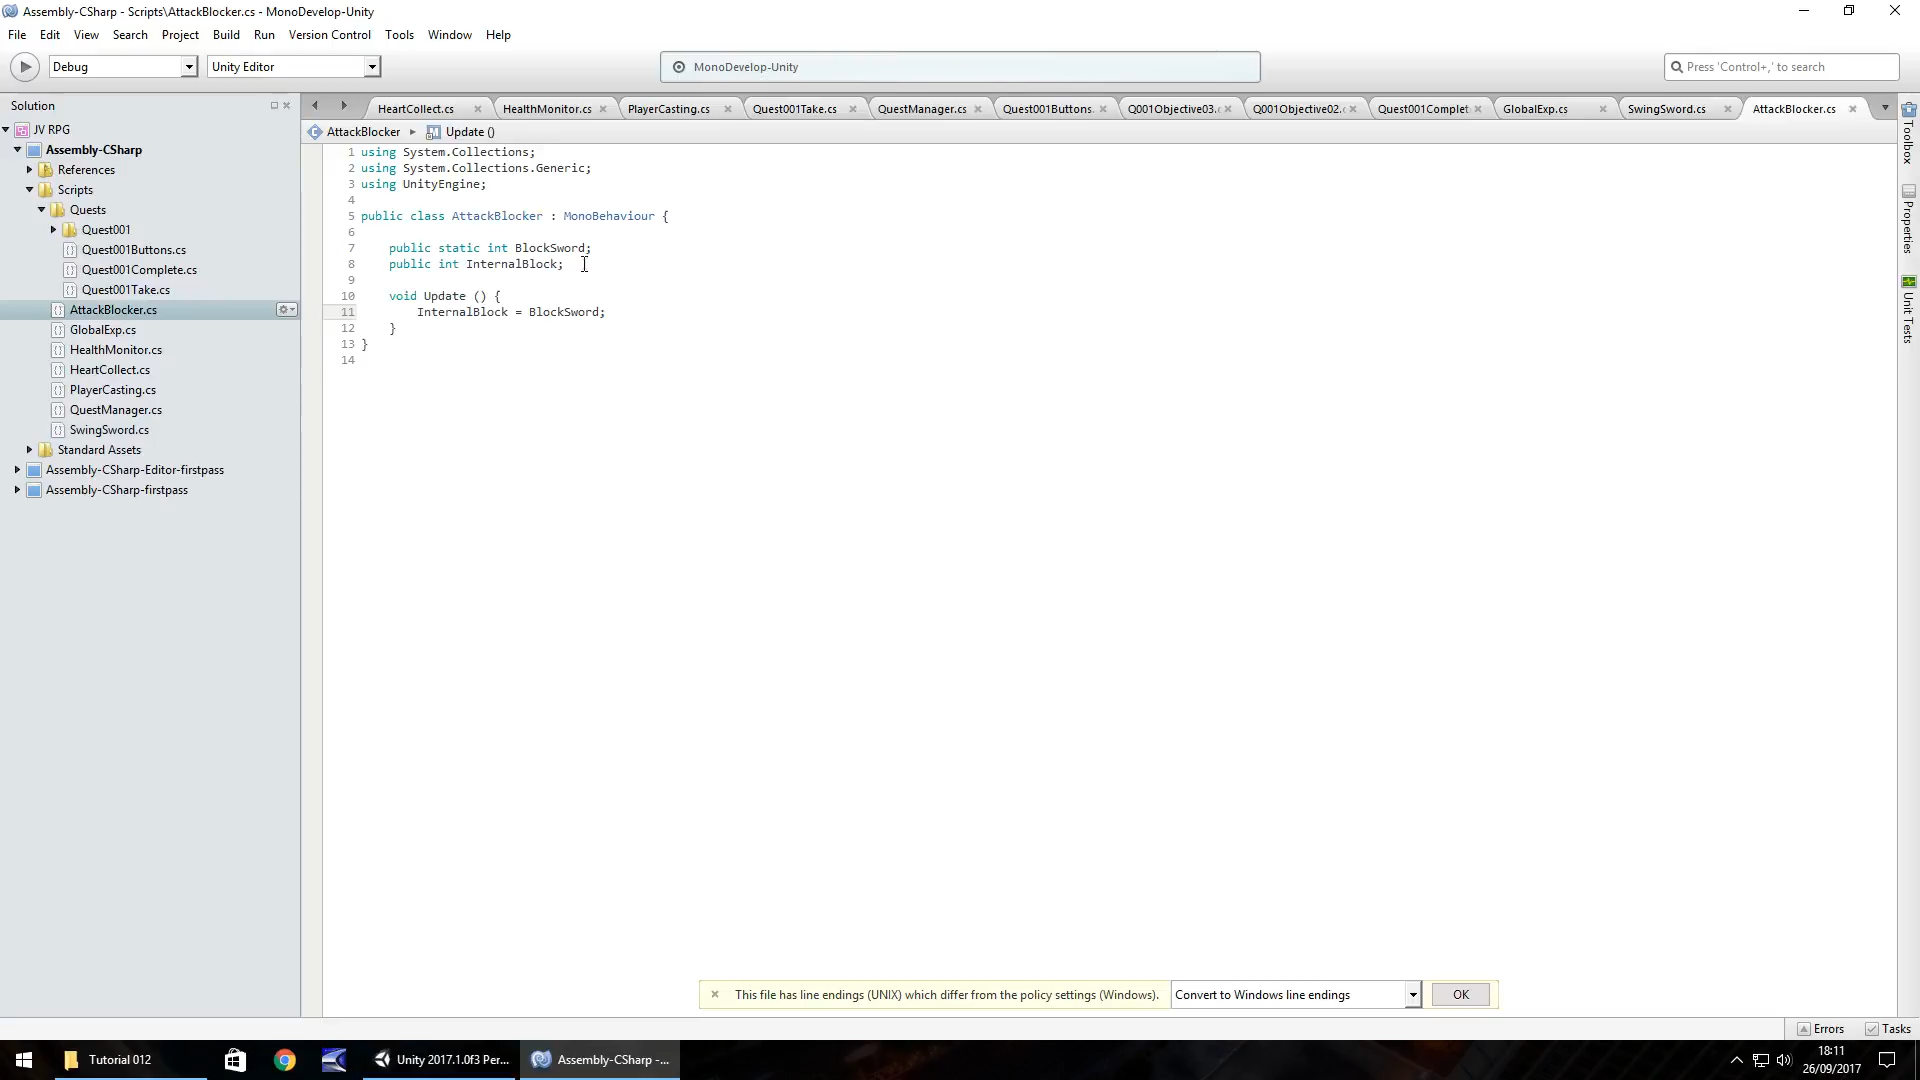 Assembly-CSharp - Scripts\AttackBlocker.cs - MonoDevelop-Unity
File Edit View Search Project Build Run Version Control Tools Window Help
Debug Unity Editor MonoDevelop-Unity Press 'Control+,' to search
Solution
HeartCollect.cs HealthMonitor.cs PlayerCasting.cs Quest001Take.cs QuestManager.cs Quest001Buttons. Q001Objective03.( Q001Objective02.( Quest001Complet GlobalExp.cs SwingSword.cs AttackBlocker.cs
AttackBlocker Update ()
JV RPG
Assembly-CSharp
References
Scripts
Quests
Quest001
Quest001Buttons.cs
Quest001Complete.cs
Quest001Take.cs
AttackBlocker.cs
GlobalExp.cs
HealthMonitor.cs
HeartCollect.cs
PlayerCasting.cs
QuestManager.cs
SwingSword.cs
Standard Assets
Assembly-CSharp-Editor-firstpass
Assembly-CSharp-firstpass
1 using System.Collections;
2 using System.Collections.Generic;
3 using UnityEngine;
4
5 public class AttackBlocker : MonoBehaviour {
6
7 public static int BlockSword;
8 public int InternalBlock;
9
10 void Update () {
11 InternalBlock = BlockSword;
12 }
13 }
14
Toolbox
Properties
Unit Tests
This file has line endings (UNIX) which differ from the policy settings (Windows). Convert to Windows line endings OK
Errors Tasks
Tutorial 012 Unity 2017.1.0f3 Per... Assembly-CSharp -...
18:11
26/09/2017